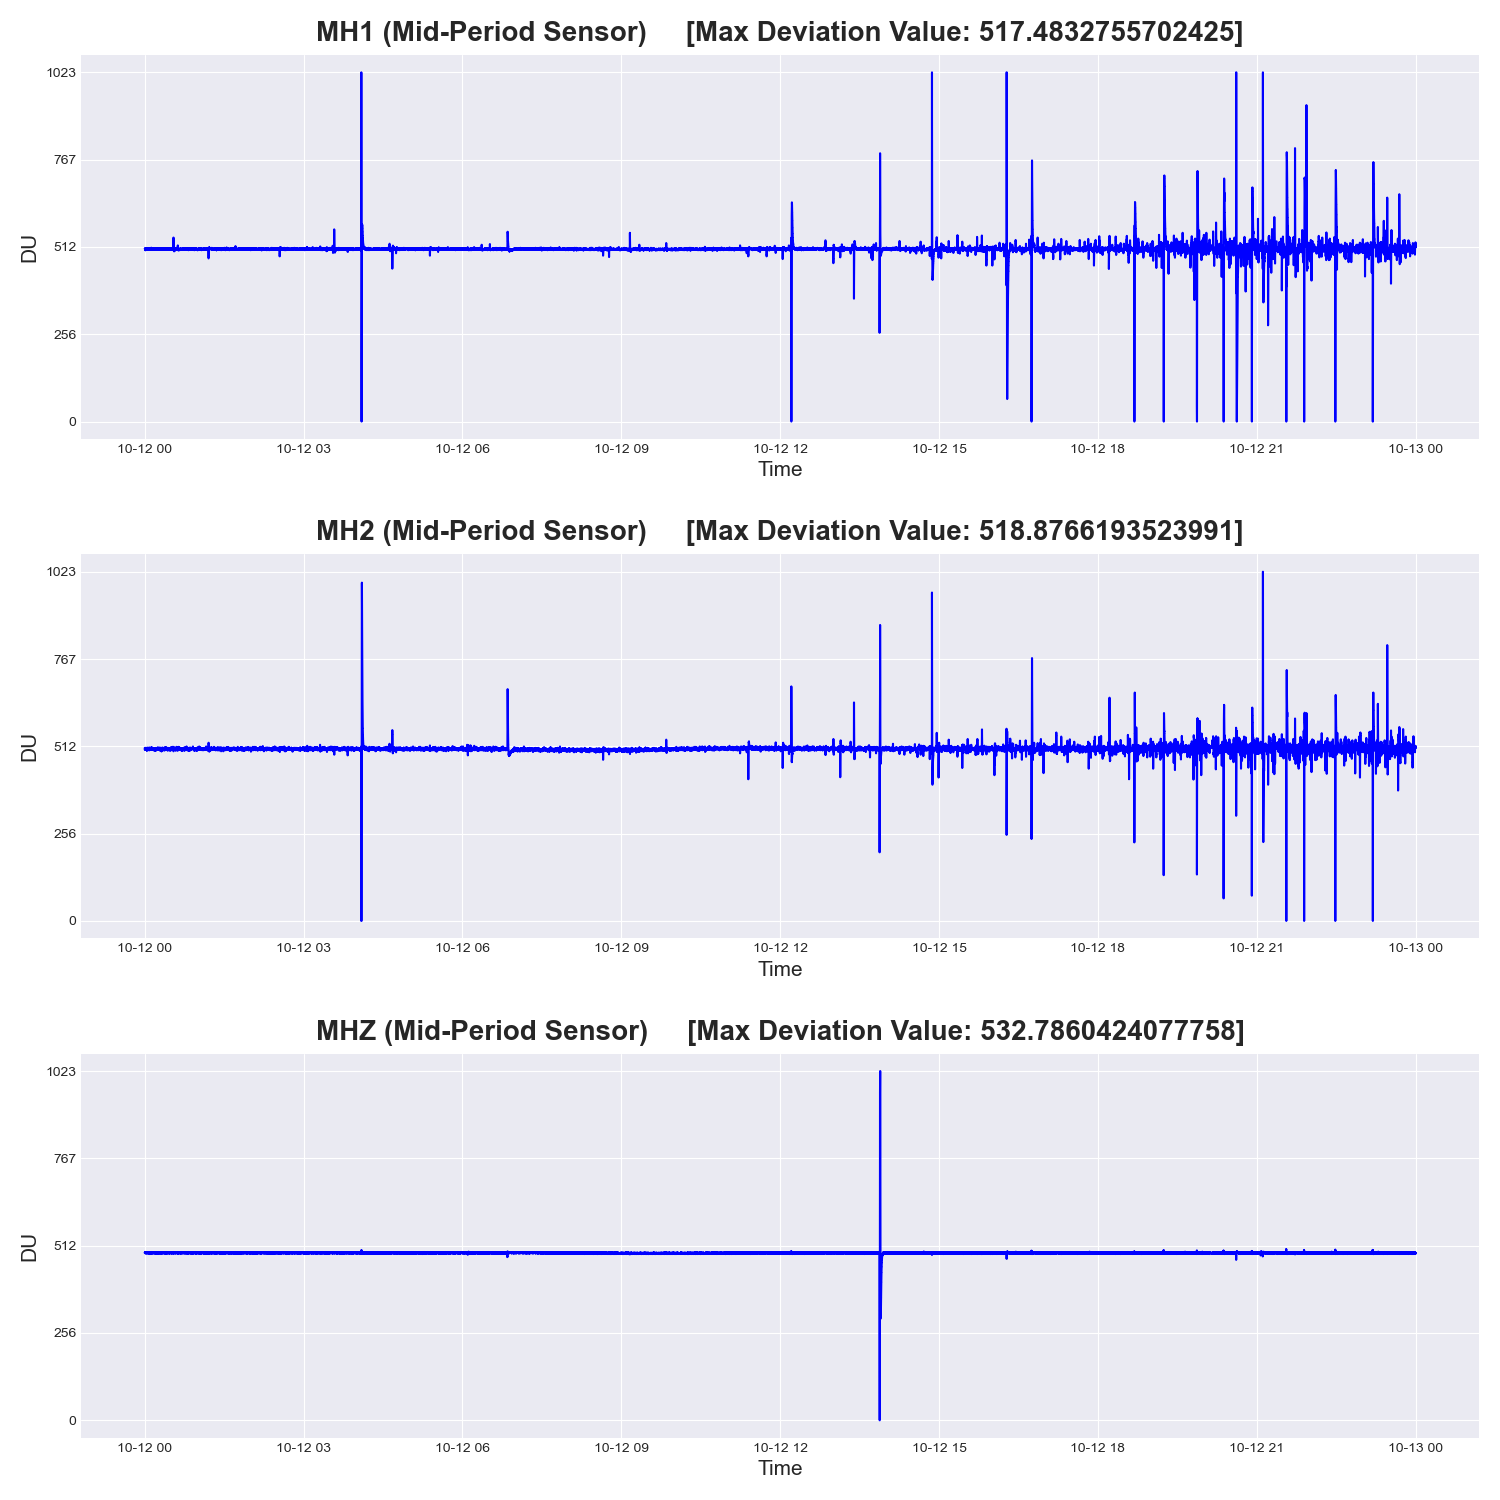 MH1 (Mid-Period Sensor) [Max Deviation Value: 517.4832755702425]
1023
767
512
256
0
DU
10-12 00 10-12 03 10-12 06 10-12 09 10-12 12 10-12 15 10-12 18 10-12 21 10-13 00
Time
MH2 (Mid-Period Sensor) [Max Deviation Value: 518.8766193523991]
1023
767
512
256
0
DU
10-12 00 10-12 03 10-12 06 10-12 09 10-12 12 10-12 15 10-12 18 10-12 21 10-13 00
Time
MHZ (Mid-Period Sensor) [Max Deviation Value: 532.7860424077758]
1023
767
512
256
0
DU
10-12 00 10-12 03 10-12 06 10-12 09 10-12 12 10-12 15 10-12 18 10-12 21 10-13 00
Time